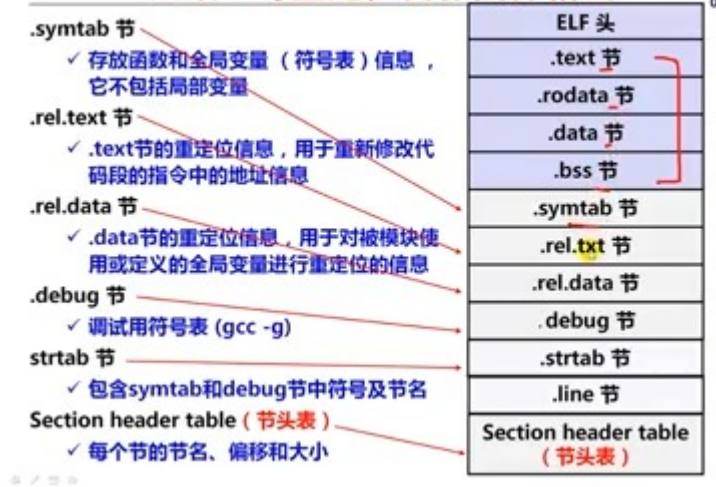 .symtab 节
✓ 存放函数和全局变量 （符号表）信息 ，
它不包括局部变量
.rel.text 节
✓ .text节的重定位信息，用于重新修改代
码段的指令中的地址信息
.rel.data 节
✓ .data节的重定位信息，用于对被模块使
用或定义的全局变量进行重定位的信息
.debug 节
✓ 调试用符号表 (gcc -g)
strtab 节
✓ 包含symtab和debug节中符号及节名
Section header table（节头表）
✓ 每个节的节名、偏移和大小
ELF 头
.text 节
.rodata 节
.data 节
.bss 节
.symtab 节
.rel.txt 节
.rel.data 节
.debug 节
.strtab 节
.line 节
Section header table
（节头表）